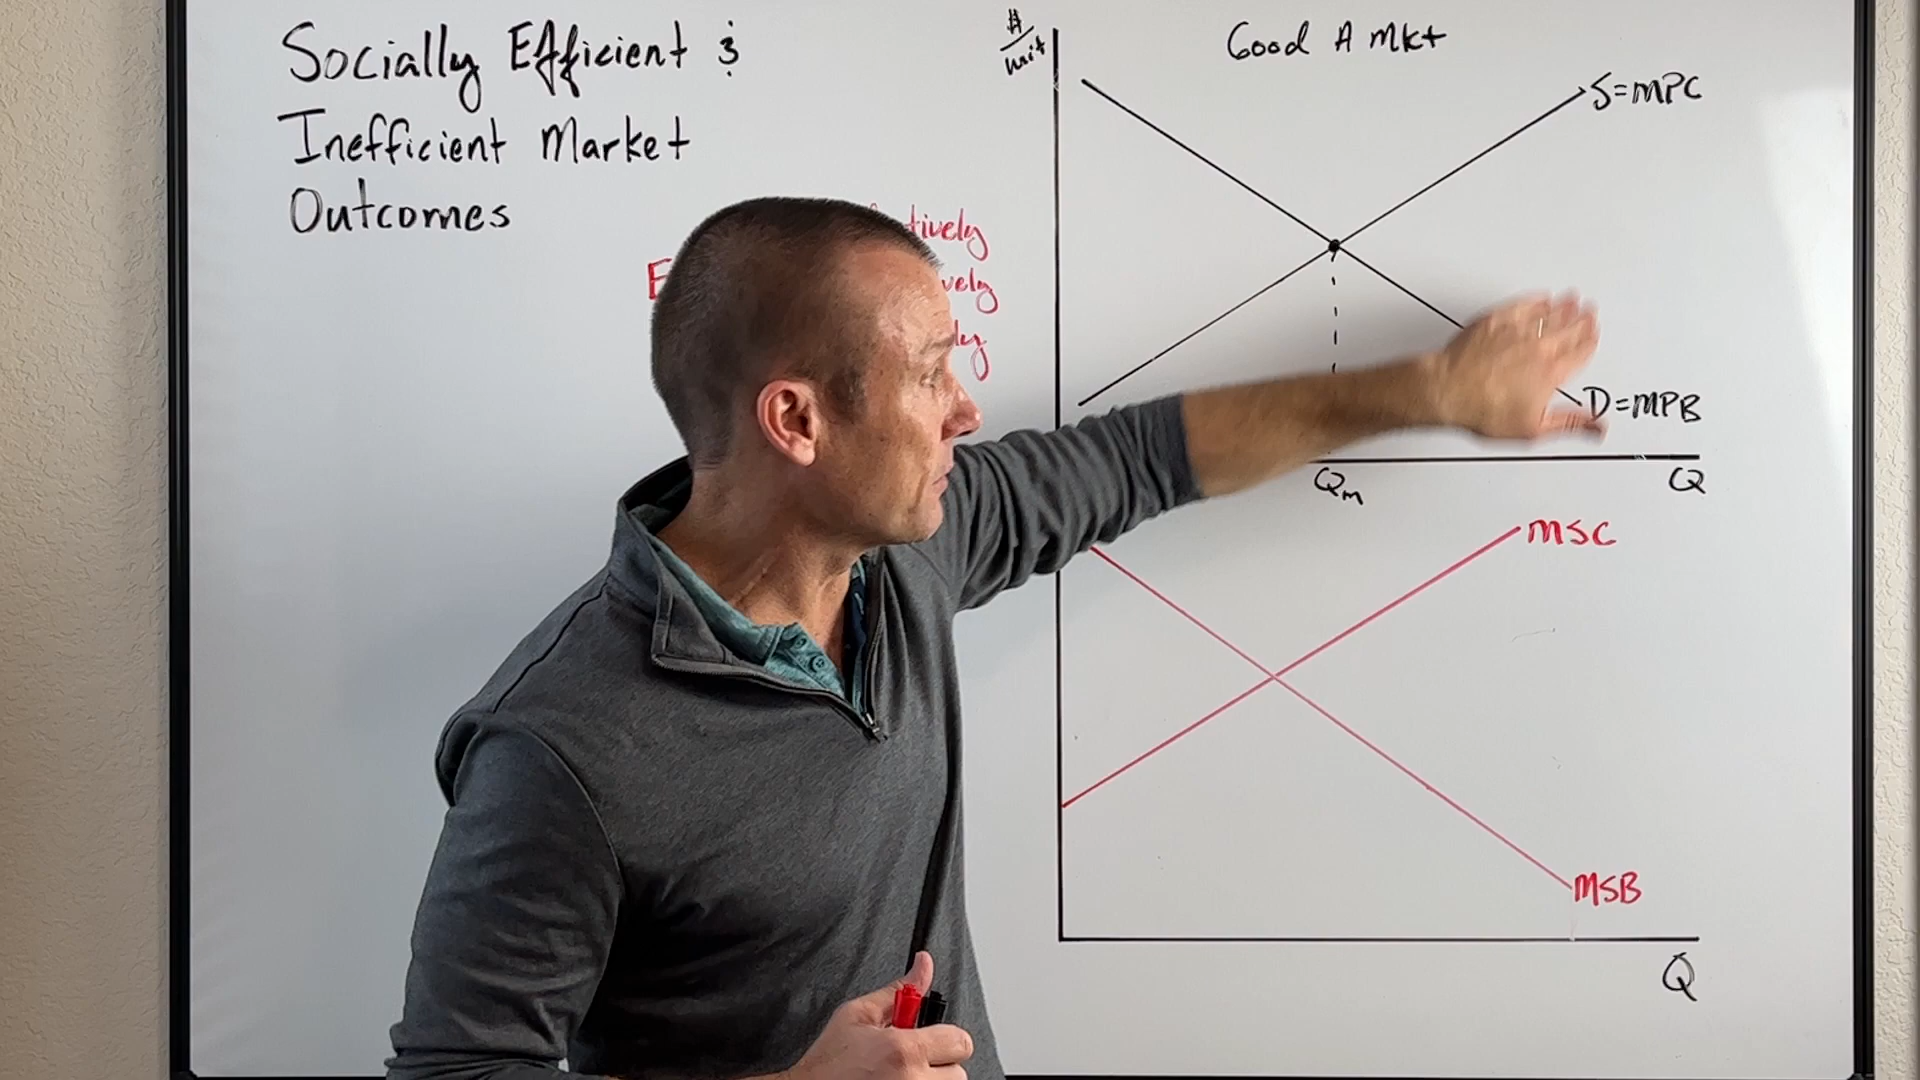 Socially Efficient &
Inefficient Market
Outcomes
$/unit
Good A Mkt
S=MPC
D=MPB
Qm
Q
MSC
MSB
Q